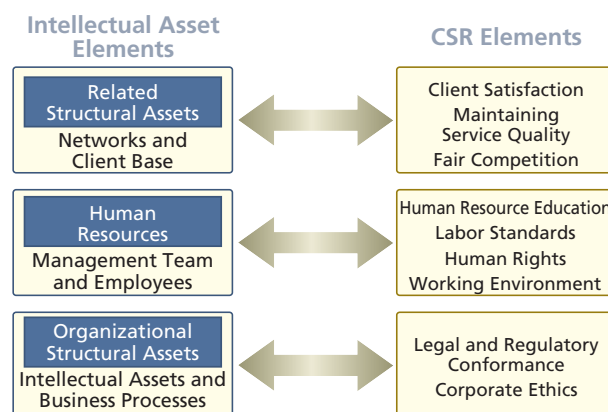 Intellectual Asset
Elements
CSR Elements
Related
Structural Assets
Networks and
Client Base
Client Satisfaction
Maintaining
Service Quality
Fair Competition
Human
Resources
Management Team
and Employees
Human Resource Education
Labor Standards
Human Rights
Working Environment
Organizational
Structural Assets
Intellectual Assets and
Business Processes
Legal and Regulatory
Conformance
Corporate Ethics